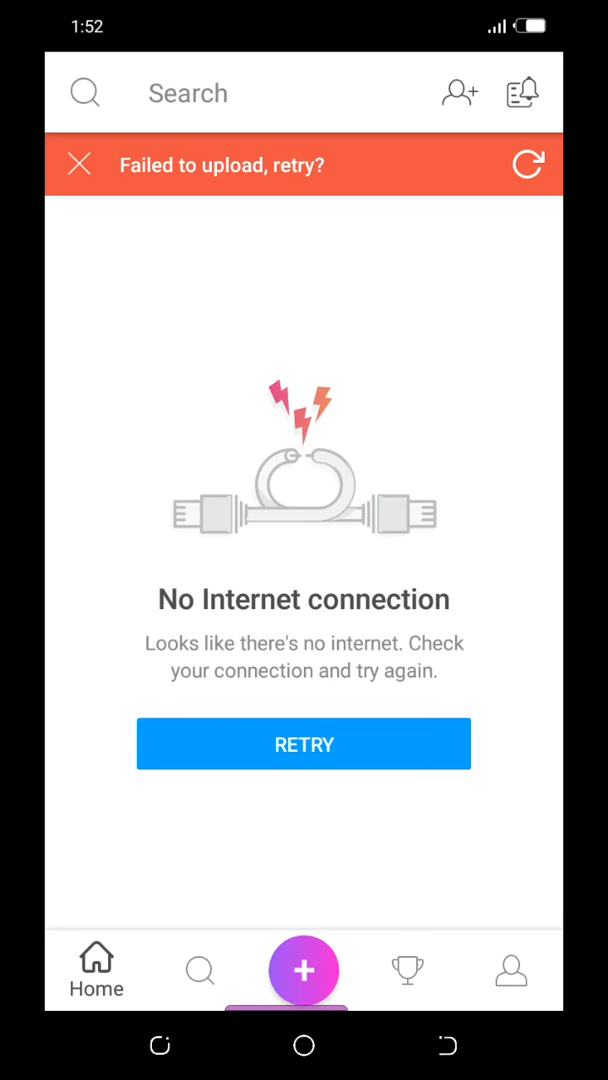 1:52
Search
Failed to upload, retry?
No Internet connection
Looks like there's no internet. Check
your connection and try again.
RETRY
Home